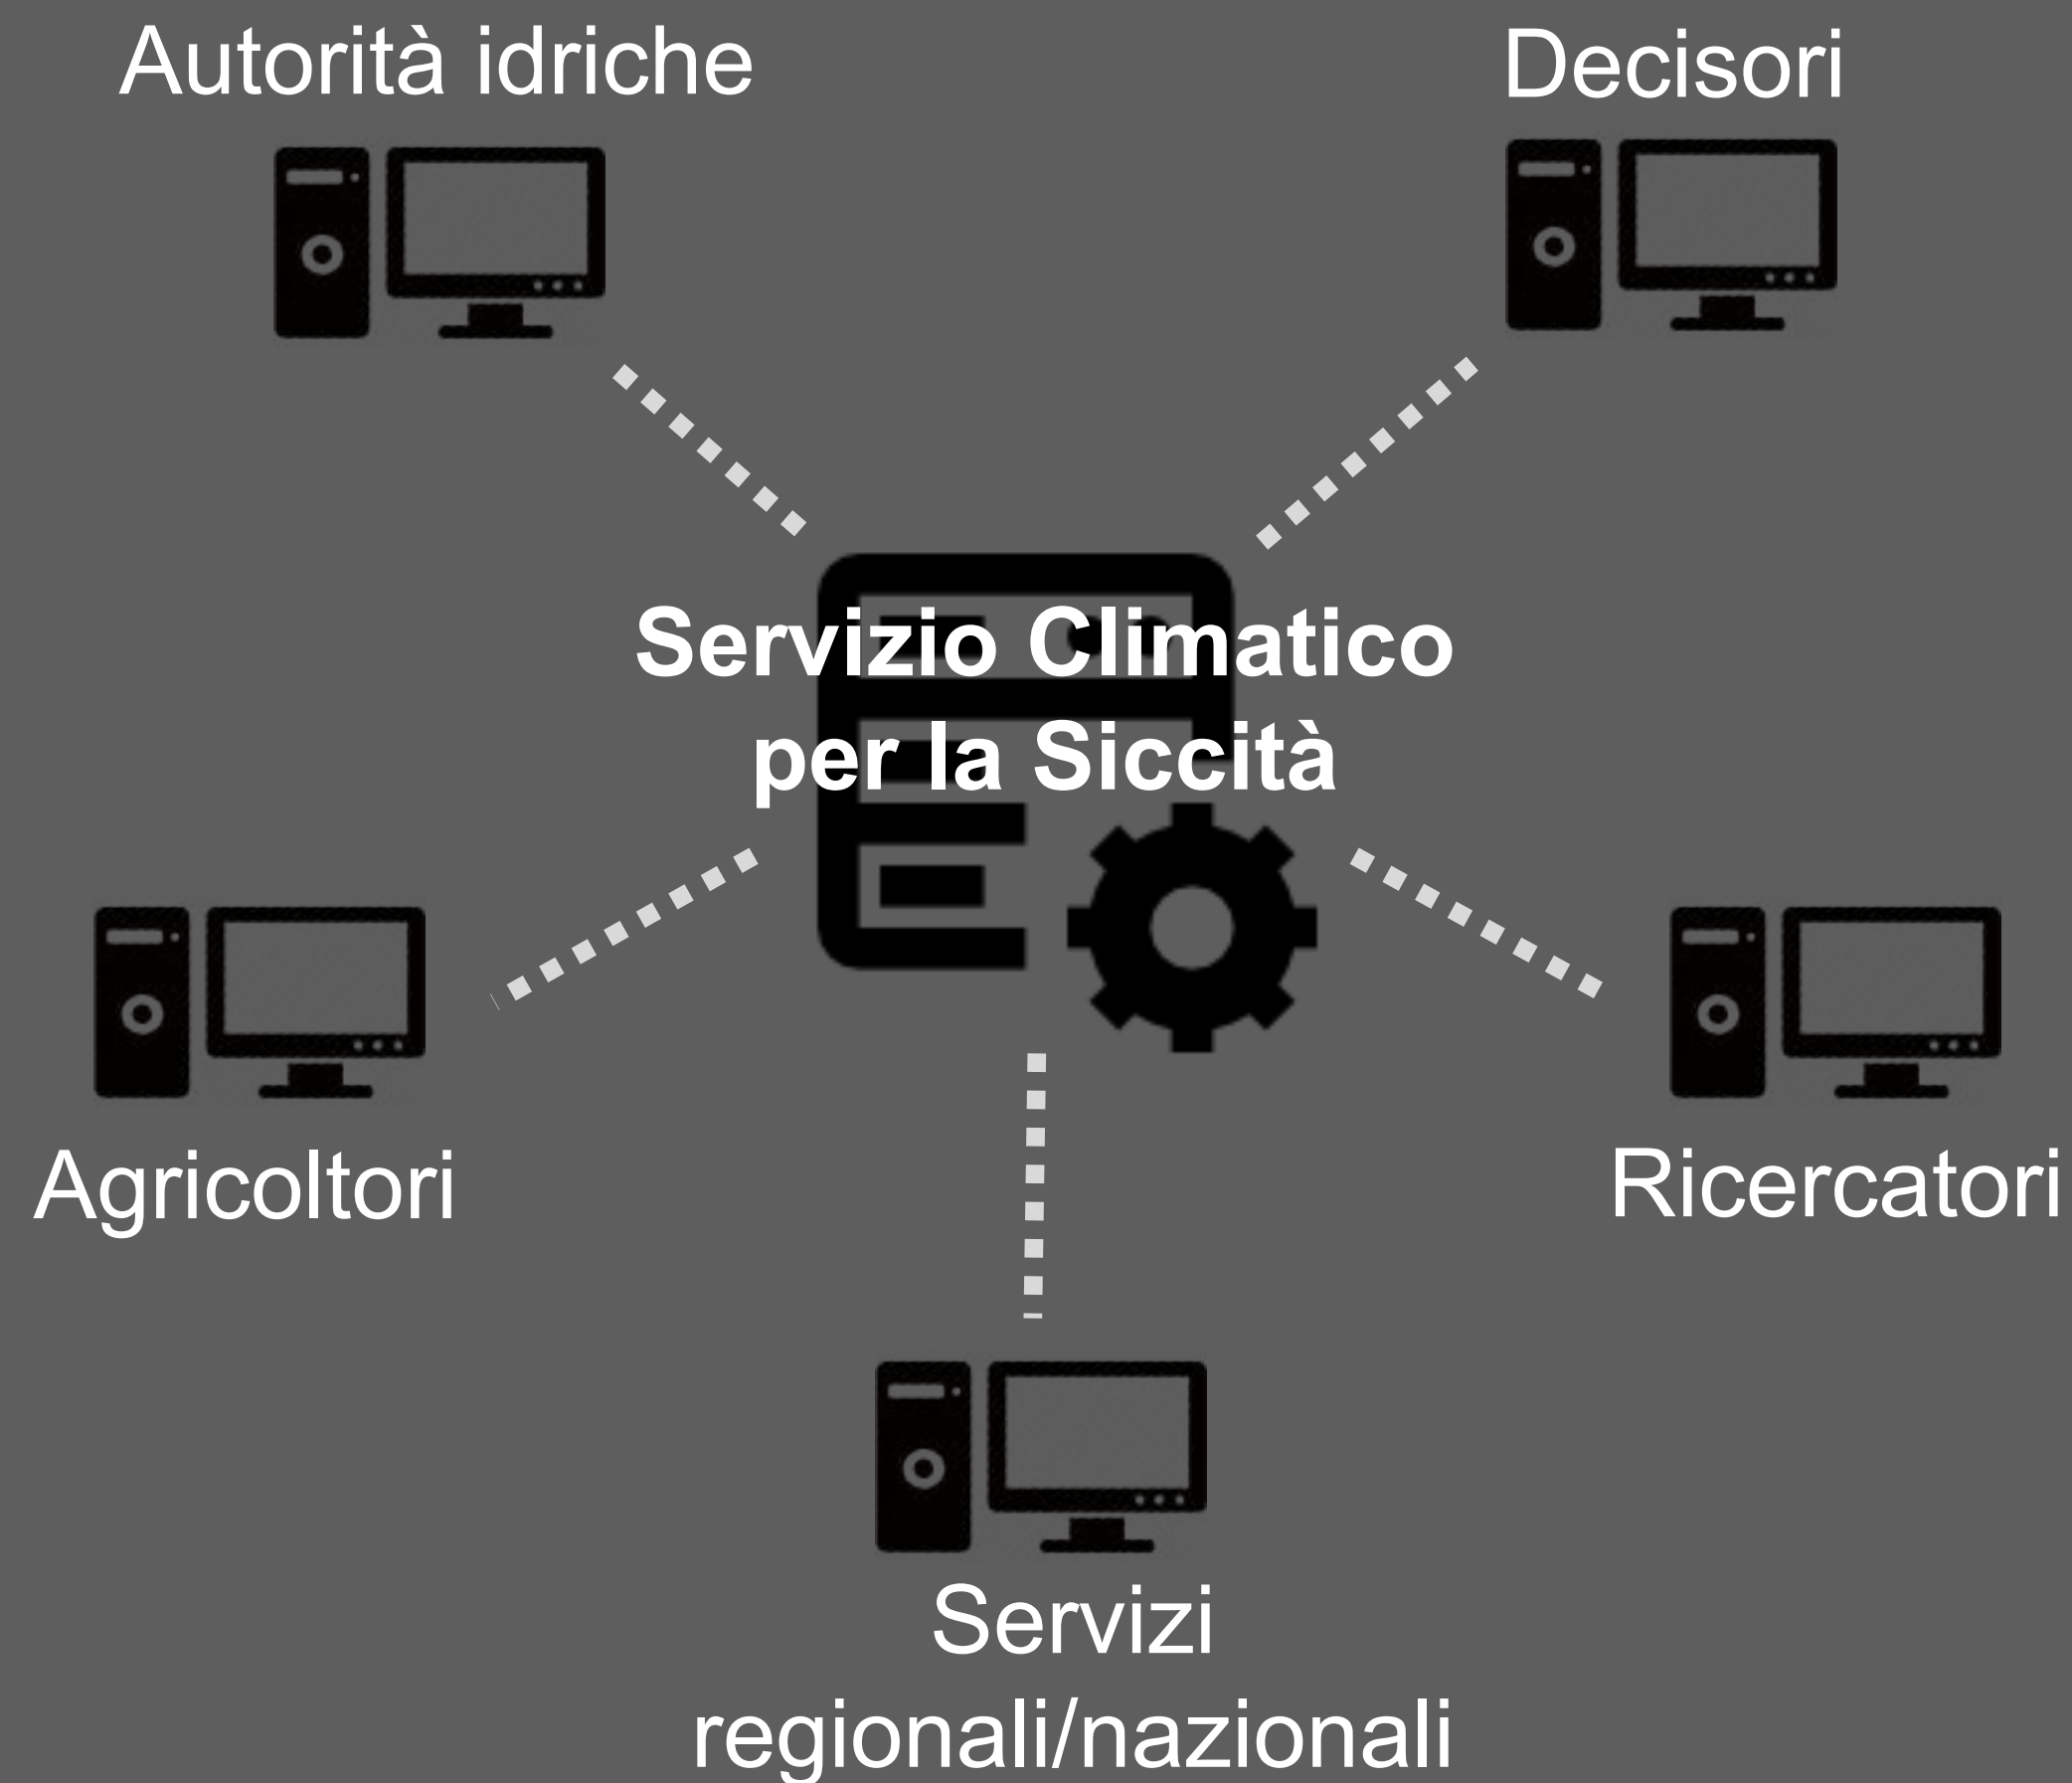 Autorità idriche
Decisori
Servizio Climatico
per la Siccità
Agricoltori
Ricercatori
Servizi
regionali/nazionali